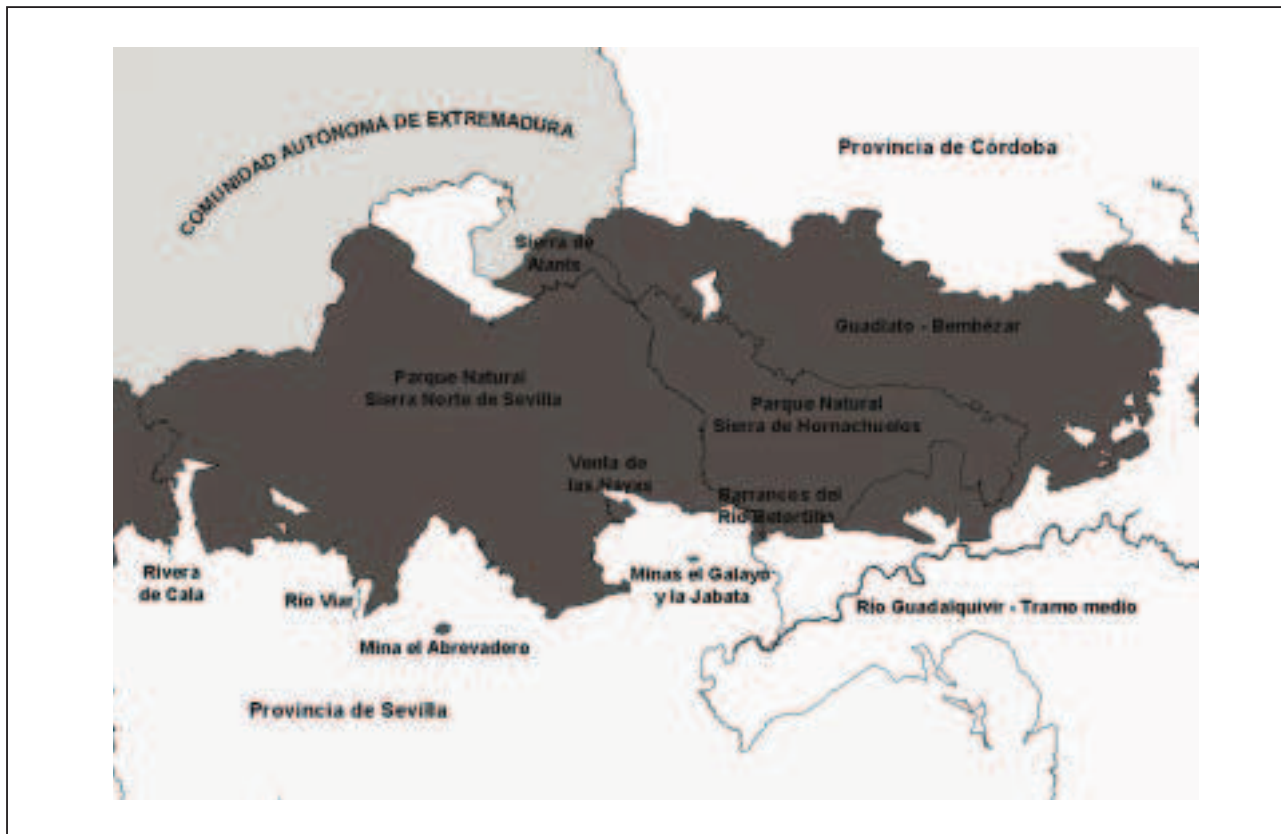 COMUNIDAD AUTÓNOMA DE EXTREMADURA
Provincia de Córdoba
Sierra de
Alanís
Guadiato - Bembézar
Parque Natural
Sierra Norte de Sevilla
Parque Natural
Sierra de Hornachuelos
Venta de
las Navas
Barrancos del
Río Retortillo
Rivera
de Cala
Río Viar
Minas el Galayo
y la Jabata
Río Guadalquivir - Tramo medio
Mina el Abrevadero
Provincia de Sevilla